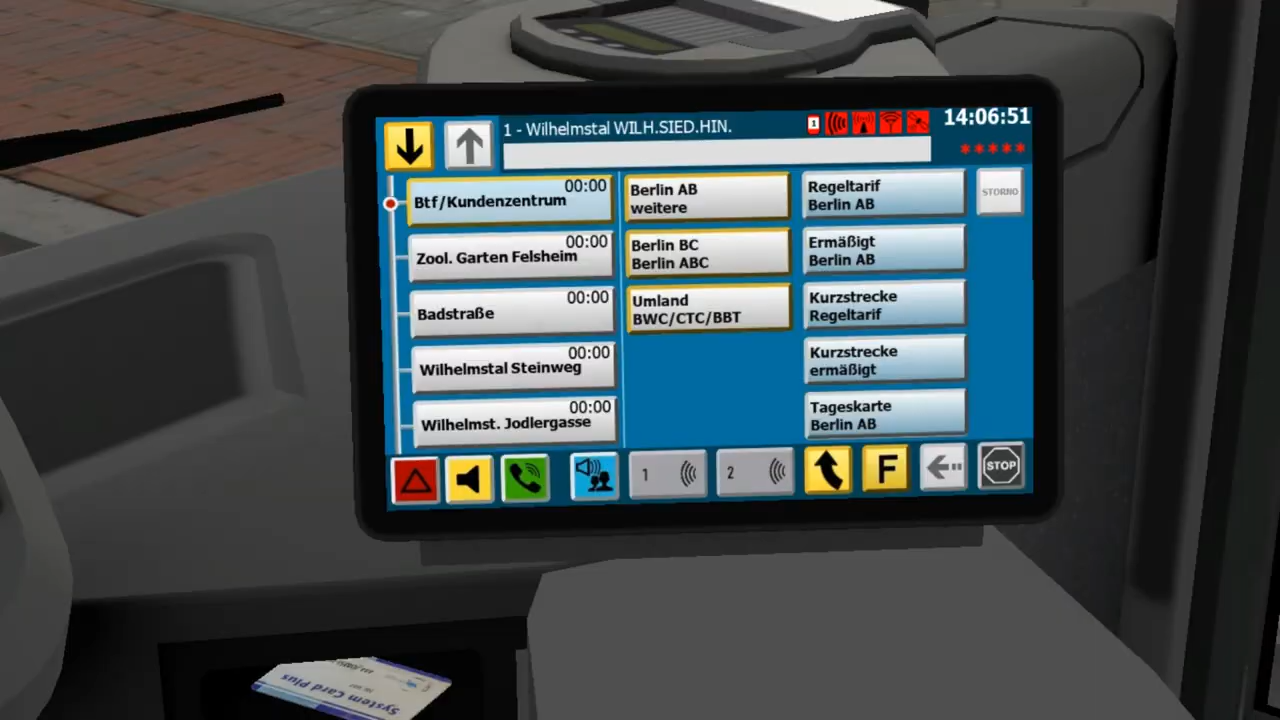 1 - Wilhelmstal WILH.SIED.HIN.
1
14:06:51
*****
00:00
Btf/Kundenzentrum
00:00
Zool. Garten Felsheim
00:00
Badstraße
00:00
Wilhelmstal Steinweg
00:00
Wilhelmst. Jodlergasse
Berlin AB
weitere
Berlin BC
Berlin ABC
Umland
BWC/CTC/BBT
Regeltarif
Berlin AB
Ermäßigt
Berlin AB
Kurzstrecke
Regeltarif
Kurzstrecke
ermäßigt
Tageskarte
Berlin AB
STORNO
1
2
F
STOP
System Card Plus